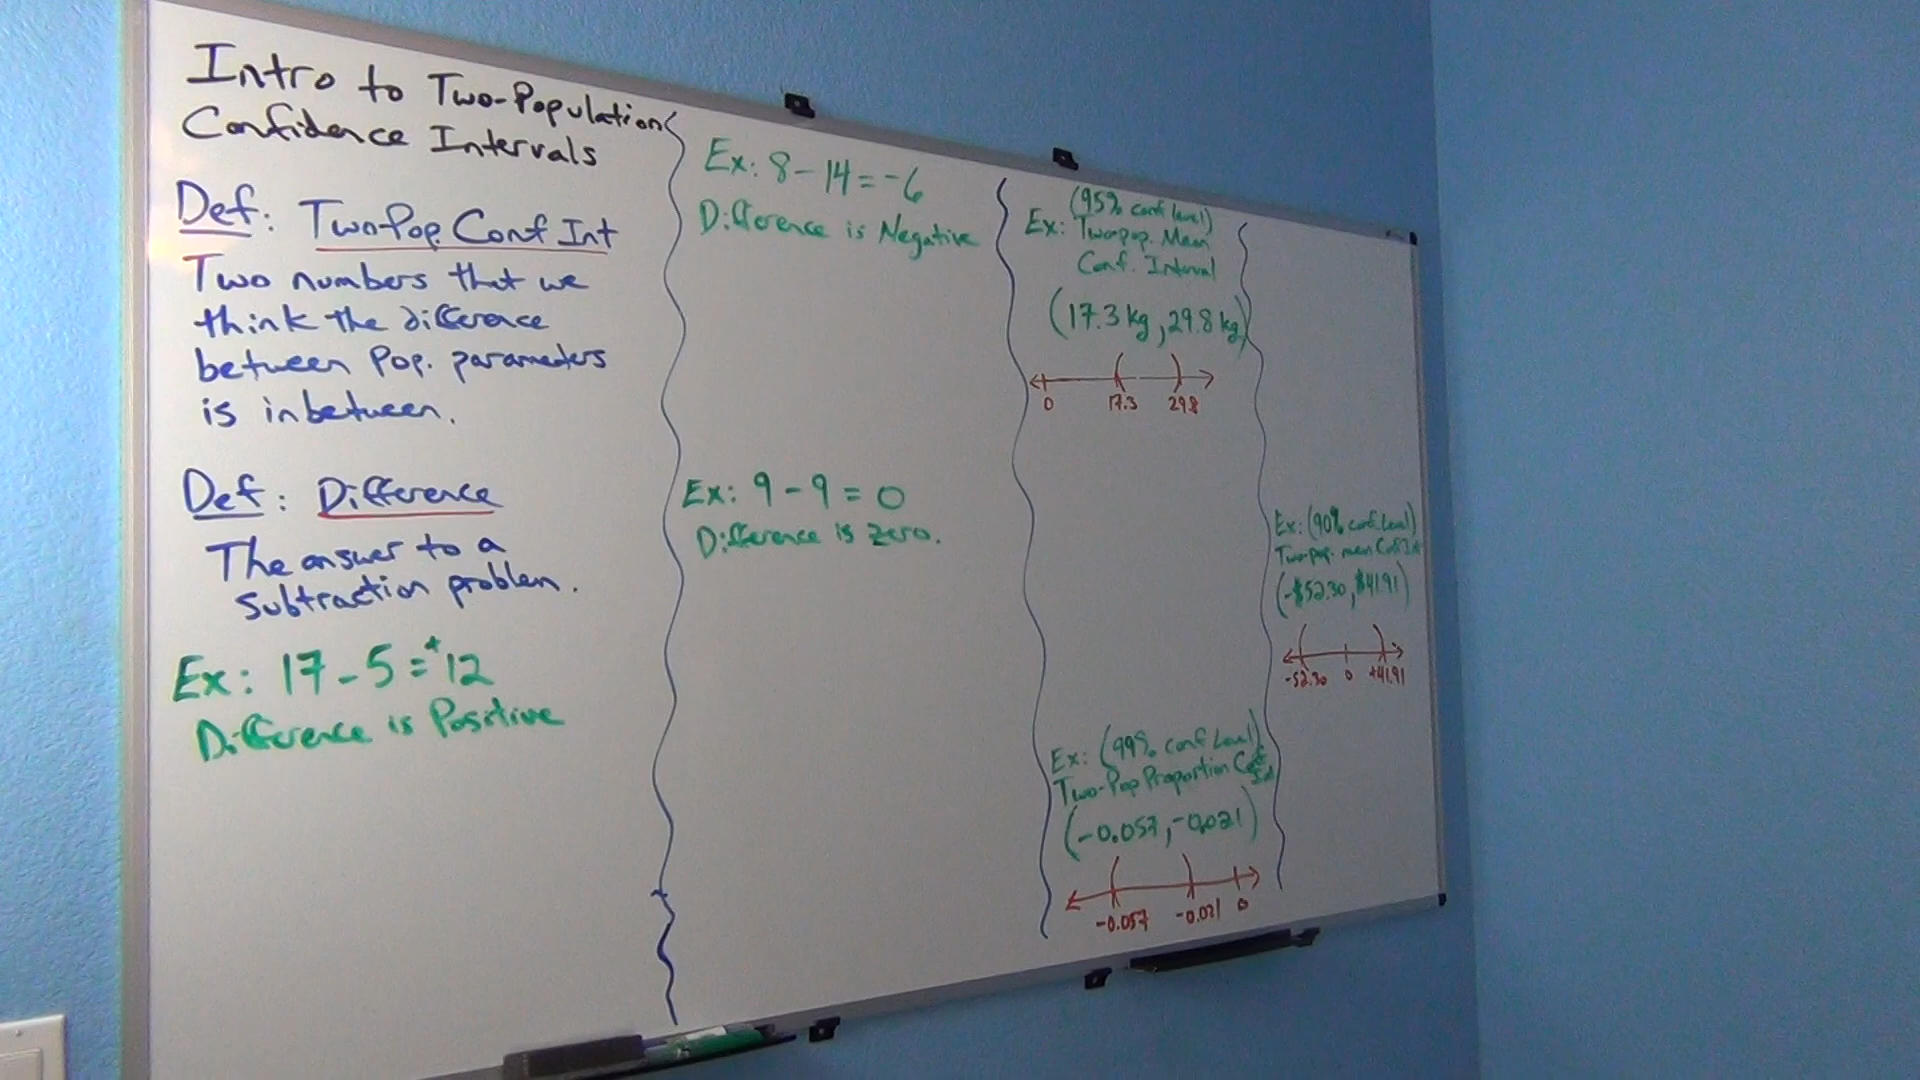 Intro to Two-Population
Confidence Intervals
Def: Two-Pop. Conf Int
Two numbers that we
think the difference
between Pop. parameters
is in between.
Def: Difference
The answer to a
Subtraction problem.
Ex: 17 - 5 = +12
Difference is Positive
Ex: 8 - 14 = -6
Difference is Negative
Ex: 9 - 9 = 0
Difference is Zero.
(95% conf level)
Ex: Two-pop. Mean
Conf. Interval
(17.3 kg, 29.8 kg)
0 17.3 29.8
Ex: (99% conf Level)
Two-Pop Proportion Conf
Int
(-0.057, -0.021)
-0.057 -0.021 0
Ex: (90% conf. Level)
Two-pop. mean Conf Int
(-$52.30, $41.91)
-52.30 0 +41.91